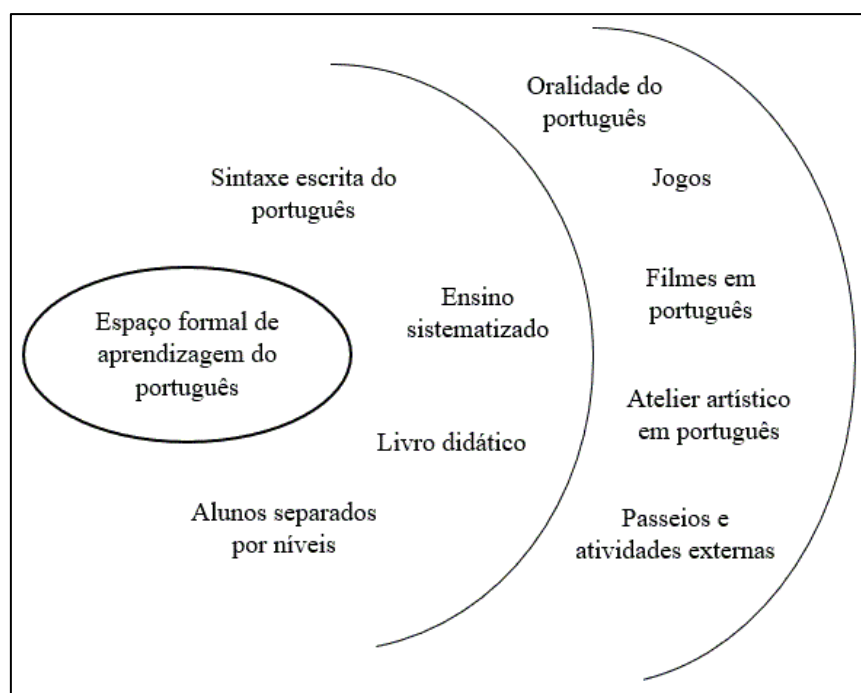 Oralidade do
português
Sintaxe escrita do
português
Jogos
Ensino
sistematizado
Filmes em
português
Espaço formal de
aprendizagem do
português
Livro didático
Atelier artístico
em português
Alunos separados
por níveis
Passeios e
atividades externas